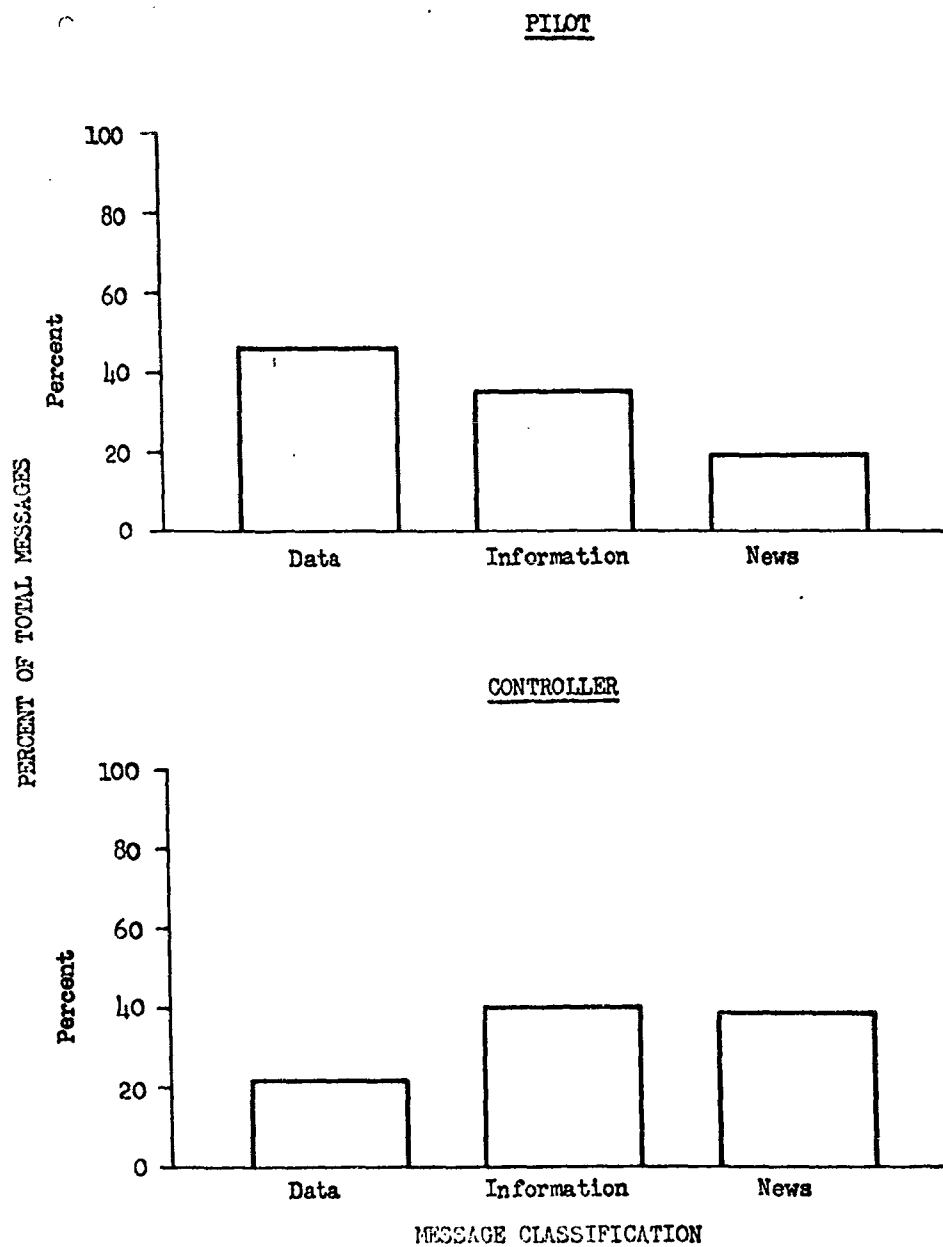 PILOT
100
80
60
40
20
0
Percent
Data Information News
PERCENT OF TOTAL MESSAGES
CONTROLLER
100
80
60
40
20
0
Percent
Data Information News
MESSAGE CLASSIFICATION